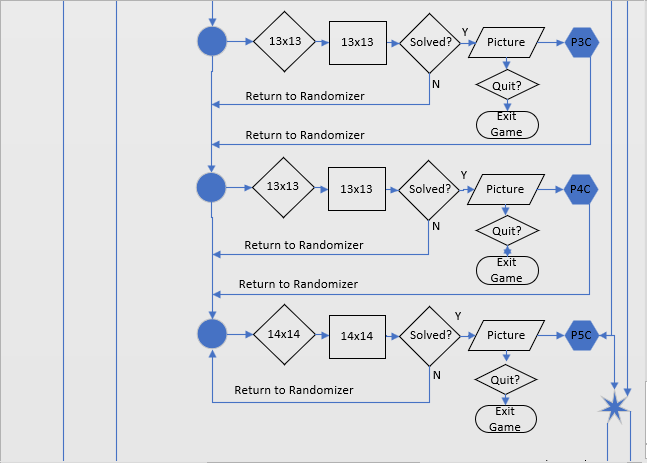 13x13
13x13
Solved?
Y
Picture
P3C
Quit?
N
Return to Randomizer
Exit
Game
Return to Randomizer
13x13
13x13
Solved?
Y
Picture
P4C
Quit?
N
Return to Randomizer
Exit
Game
Return to Randomizer
14x14
14x14
Solved?
Y
Picture
P5C
Quit?
N
Return to Randomizer
Exit
Game